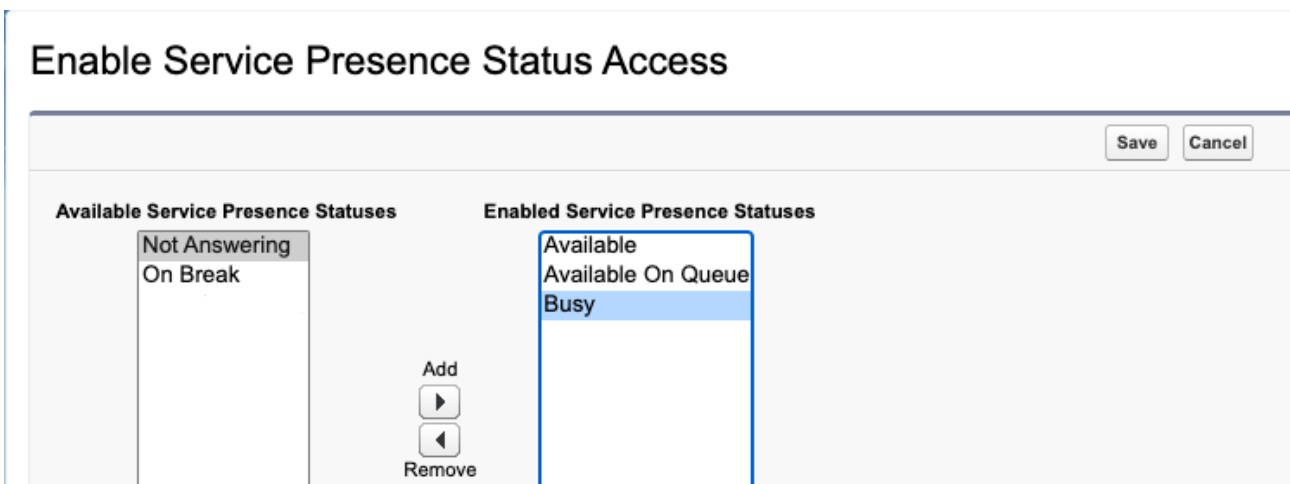 Enable Service Presence Status Access
Save Cancel
Available Service Presence Statuses
Enabled Service Presence Statuses
Not Answering
On Break
Available
Available On Queue
Busy
Add
Remove